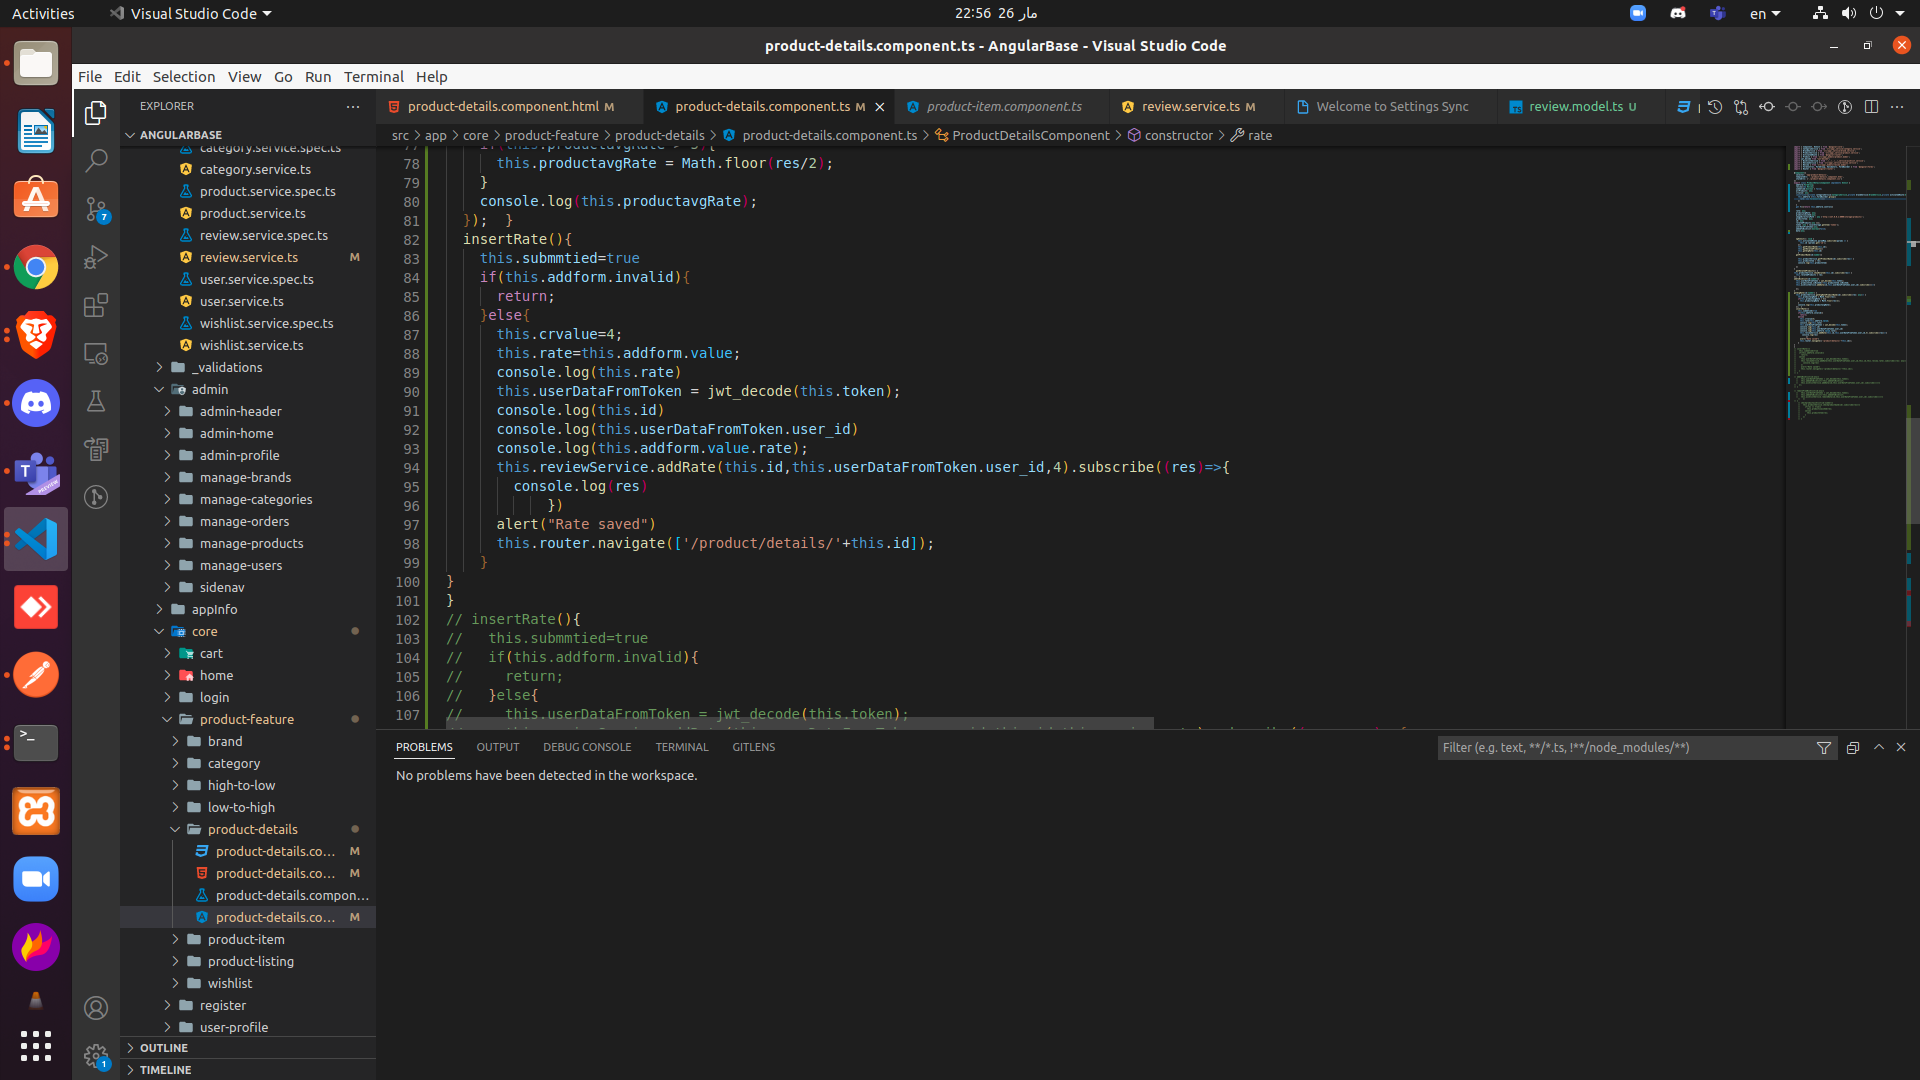 Activities
Visual Studio Code
22:56 26 مار
en
product-details.component.ts - AngularBase - Visual Studio Code
File Edit Selection View Go Run Terminal Help
EXPLORER
product-details.component.html M
product-details.component.ts M
product-item.component.ts
review.service.ts M
Welcome to Settings Sync
review.model.ts U
src > app > core > product-feature > product-details > product-details.component.ts > ProductDetailsComponent > constructor > rate
ANGULARBASE
category.service.spec.ts
category.service.ts
product.service.spec.ts
product.service.ts
review.service.spec.ts
review.service.ts M
user.service.spec.ts
user.service.ts
wishlist.service.spec.ts
wishlist.service.ts
_validations
admin
admin-header
admin-home
admin-profile
manage-brands
manage-categories
manage-orders
manage-products
manage-users
sidenav
appInfo
core
cart
home
login
product-feature
brand
category
high-to-low
low-to-high
product-details
product-details.co... M
product-details.co... M
product-details.compon...
product-details.co... M
product-item
product-listing
wishlist
register
user-profile
OUTLINE
TIMELINE
7
1
78 this.productavgRate = Math.floor(res/2);
79 }
80 console.log(this.productavgRate);
81 }); }
82 insertRate(){
83 this.submmtied=true
84 if(this.addform.invalid){
85 return;
86 }else{
87 this.crvalue=4;
88 this.rate=this.addform.value;
89 console.log(this.rate)
90 this.userDataFromToken = jwt_decode(this.token);
91 console.log(this.id)
92 console.log(this.userDataFromToken.user_id)
93 console.log(this.addform.value.rate);
94 this.reviewService.addRate(this.id,this.userDataFromToken.user_id,4).subscribe((res)=>{
95 console.log(res)
96 })
97 alert("Rate saved")
98 this.router.navigate(['/product/details/'+this.id]);
99 }
100 }
101 }
102 // insertRate(){
103 // this.submmtied=true
104 // if(this.addform.invalid){
105 // return;
106 // }else{
107 // this.userDataFromToken = jwt_decode(this.token);
PROBLEMS OUTPUT DEBUG CONSOLE TERMINAL GITLENS
Filter (e.g. text, **/*.ts, !**/node_modules/**)
No problems have been detected in the workspace.